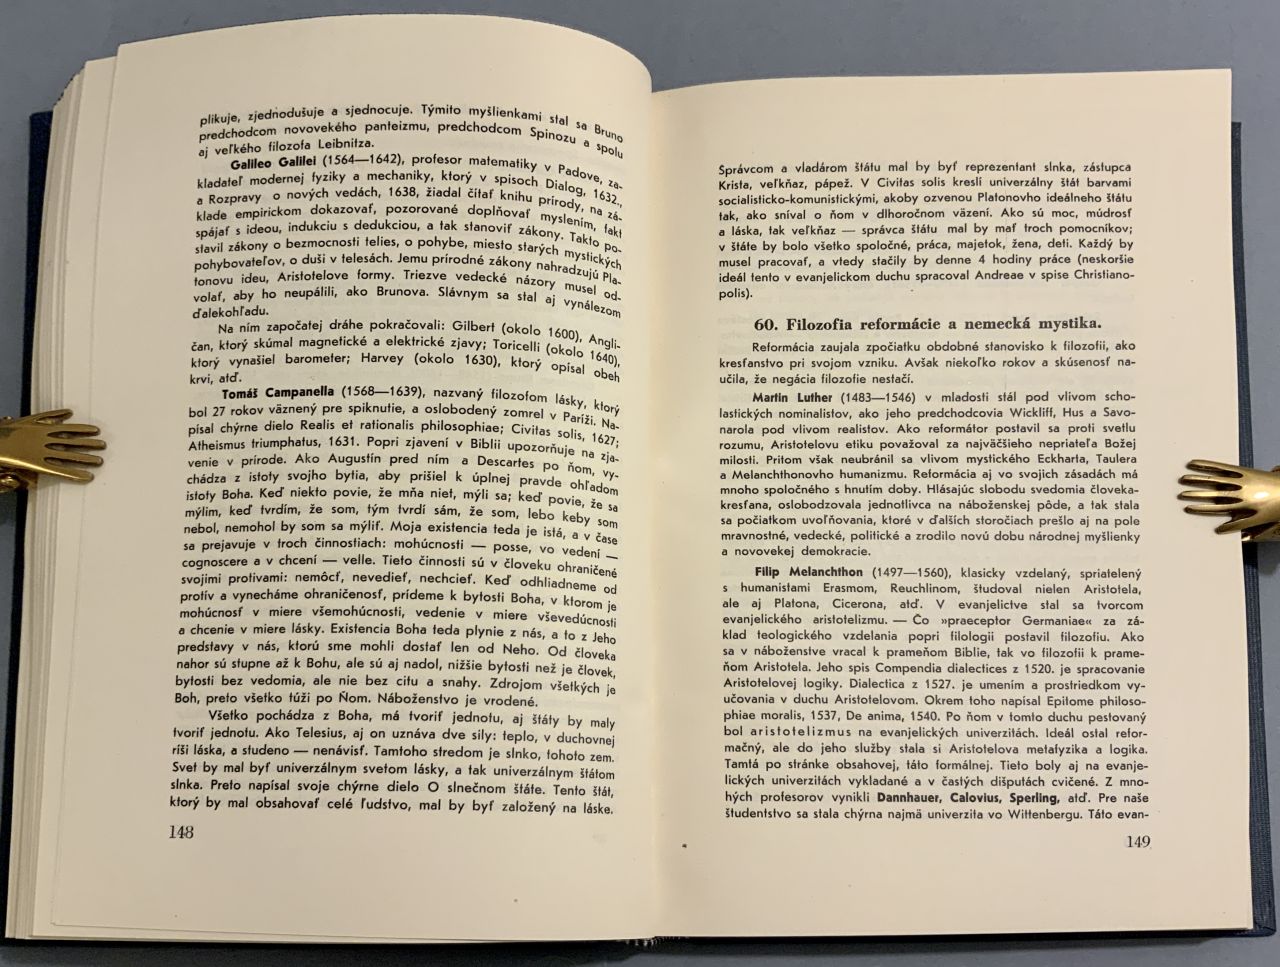 plikuje, zjednodušuje a sjednocuje. Týmito myšlienkami stal sa Bruno
predchodcom novovekého panteizmu, predchodcom Spinozu a spolu
aj veľkého filozofa Leibnitza.
Galileo Galilei (1564—1642), profesor matematiky v Padove, za-
kladateľ modernej fyziky a mechaniky, ktorý v spisoch Dialog, 1632.,
a Rozpravy o nových vedách, 1638, žiadal čítať knihu prírody, na zá-
klade empirickom dokazovať, pozorované doplňovať myslením, fakt
spájať s ideou, indukciu s dedukciou, a tak stanoviť zákony. Takto po-
stavil zákony o bezmocnosti telies, o pohybe, miesto starých mystických
pohybovateľov, o duši v telesách. Jemu prírodné zákony nahradzujú Pla-
tonovu ideu, Aristotelove formy. Triezve vedecké názory musel od-
volať, aby ho neupálili, ako Brunova. Slávnym sa stal aj vynálezom
ďalekohľadu.
Na ním započatej dráhe pokračovali: Gilbert (okolo 1600), Angli-
čan, ktorý skúmal magnetické a elektrické zjavy; Toricelli (okolo 1640),
ktorý vynašiel barometer; Harvey (okolo 1630), ktorý opísal obeh
krvi, atď.
Tomáš Campanella (1568—1639), nazvaný filozofom lásky, ktorý
bol 27 rokov väznený pre spiknutie, a oslobodený zomrel v Paríži. Na-
písal chýrne dielo Realis et rationalis philosophiae; Civitas solis, 1627;
Atheismus triumphatus, 1631. Popri zjavení v Biblii upozorňuje na zja-
venie v prírode. Ako Augustín pred ním a Descartes po ňom, vy-
chádza z istoty svojho bytia, aby prišiel k úplnej pravde ohľadom
istoty Boha. Keď niekto povie, že mňa niet, mýli sa; keď povie, že sa
mýlim, keď tvrdím, že som, tým tvrdí sám, že som, lebo keby som
nebol, nemohol by som sa mýliť. Moja existencia teda je istá, a v čase
sa prejavuje v troch činnostiach: mohúcnosti — posse, vo vedení —
cognoscere a v chcení — velle. Tieto činnosti sú v človeku ohraničené
svojimi protivami: nemôcť, nevedieť, nechcieť. Keď odhliadneme od
protív a vynecháme ohraničenosť, prídeme k bytosti Boha, v ktorom je
mohúcnosť v miere všemohúcnosti, vedenie v miere vševedúcnosti
a chcenie v miere lásky. Existencia Boha teda plynie z nás, a to z Jeho
predstavy v nás, ktorú sme mohli dostať len od Neho. Od človeka
nahor sú stupne až k Bohu, ale sú aj nadol, nižšie bytosti než je človek,
bytosti bez vedomia, ale nie bez citu a snahy. Zdrojom všetkých je
Boh, preto všetko túži po Ňom. Náboženstvo je vrodené.
Všetko pochádza z Boha, má tvoriť jednotu, aj štáty by maly
tvoriť jednotu. Ako Telesius, aj on uznáva dve sily: teplo, v duchovnej
ríši láska, a studeno — nenávisť. Tamtoho stredom je slnko, tohoto zem.
Svet by mal byť univerzálnym svetom lásky, a tak univerzálnym štátom
slnka. Preto napísal svoje chýrne dielo O slnečnom štáte. Tento štát,
ktorý by mal obsahovať celé ľudstvo, mal by byť založený na láske.
148
Správcom a vladárom štátu mal by byť reprezentant slnka, zástupca
Krista, veľkňaz, pápež. V Civitas solis kreslí univerzálny štát barvami
socialisticko-komunistickými, akoby ozvenou Platonovho ideálneho štátu
tak, ako sníval o ňom v dlhoročnom väzení. Ako sú moc, múdrosť
a láska, tak veľkňaz — správca štátu mal by mať troch pomocníkov;
v štáte by bolo všetko spoločné, práca, majetok, žena, deti. Každý by
musel pracovať, a vtedy stačily by denne 4 hodiny práce (neskoršie
ideál tento v evanjelickom duchu spracoval Andreae v spise Christiano-
polis).
60. Filozofia reformácie a nemecká mystika.
Reformácia zaujala zpočiatku obdobné stanovisko k filozofii, ako
kresťanstvo pri svojom vzniku. Avšak niekoľko rokov a skúsenosť na-
učila, že negácia filozofie nestačí.
Martin Luther (1483—1546) v mladosti stál pod vlivom scho-
lastických nominalistov, ako jeho predchodcovia Wickliff, Hus a Savo-
narola pod vlivom realistov. Ako reformátor postavil sa proti svetlu
rozumu, Aristotelovu etiku považoval za najväčšieho nepriateľa Božej
milosti. Pritom však neubránil sa vlivom mystického Eckharta, Taulera
a Melanchthonovho humanizmu. Reformácia aj vo svojich zásadách má
mnoho spoločného s hnutím doby. Hlásajúc slobodu svedomia človeka-
kresťana, oslobodzovala jednotlivca na náboženskej pôde, a tak stala
sa počiatkom uvoľňovania, ktoré v ďalších storočiach prešlo aj na pole
mravnostné, vedecké, politické a zrodilo novú dobu národnej myšlienky
a novovekej demokracie.
Filip Melanchthon (1497—1560), klasicky vzdelaný, spriatelený
s humanistami Erasmom, Reuchlinom, študoval nielen Aristotela,
ale aj Platona, Cicerona, atď. V evanjelictve stal sa tvorcom
evanjelického aristotelizmu. — Čo »praeceptor Germaniae« za zá-
klad teologického vzdelania popri filologii postavil filozofiu. Ako
sa v náboženstve vracal k prameňom Biblie, tak vo filozofii k prame-
ňom Aristotela. Jeho spis Compendia dialectices z 1520. je spracovanie
Aristotelovej logiky. Dialectica z 1527. je umením a prostriedkom vy-
učovania v duchu Aristotelovom. Okrem toho napísal Epitome philoso-
phiae moralis, 1537, De anima, 1540. Po ňom v tomto duchu pestovaný
bol aristotelizmus na evanjelických univerzitách. Ideál ostal refor-
mačný, ale do jeho služby stala si Aristotelova metafyzika a logika.
Tamtá po stránke obsahovej, táto formálnej. Tieto boly aj na evanje-
lických univerzitách vykladané a v častých dišputách cvičené. Z mno-
hých profesorov vynikli Dannhauer, Calovius, Sperling, atď. Pre naše
študentstvo sa stala chýrna najmä univerzita vo Wittenbergu. Táto evan-
149